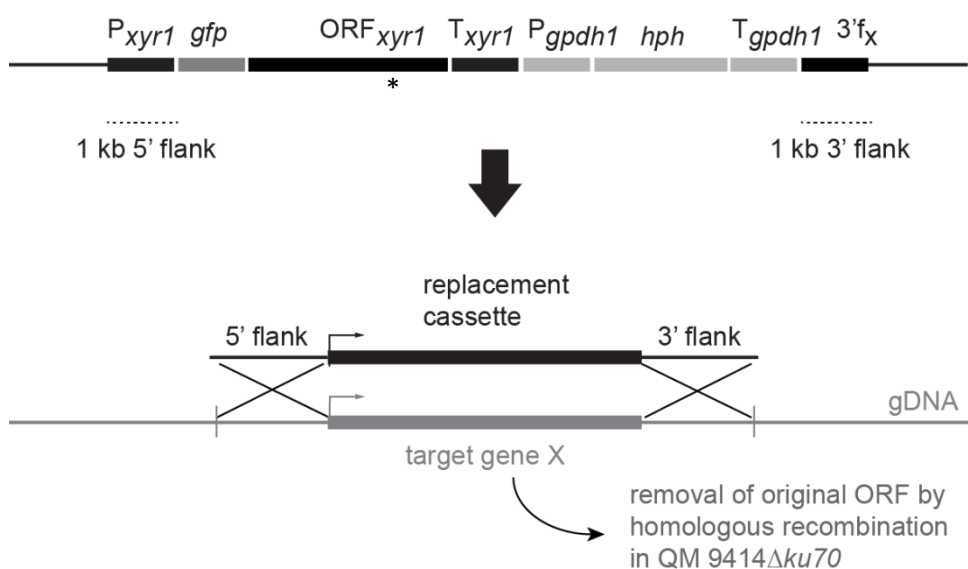 Pxyr1 gfp ORFxyr1 Txyr1 Pgpdh1 hph Tgpdh1 3'fx
*
1 kb 5' flank 1 kb 3' flank
replacement
cassette
5' flank 3' flank
gDNA
target gene X
removal of original ORF by
homologous recombination
in QM 9414Δku70